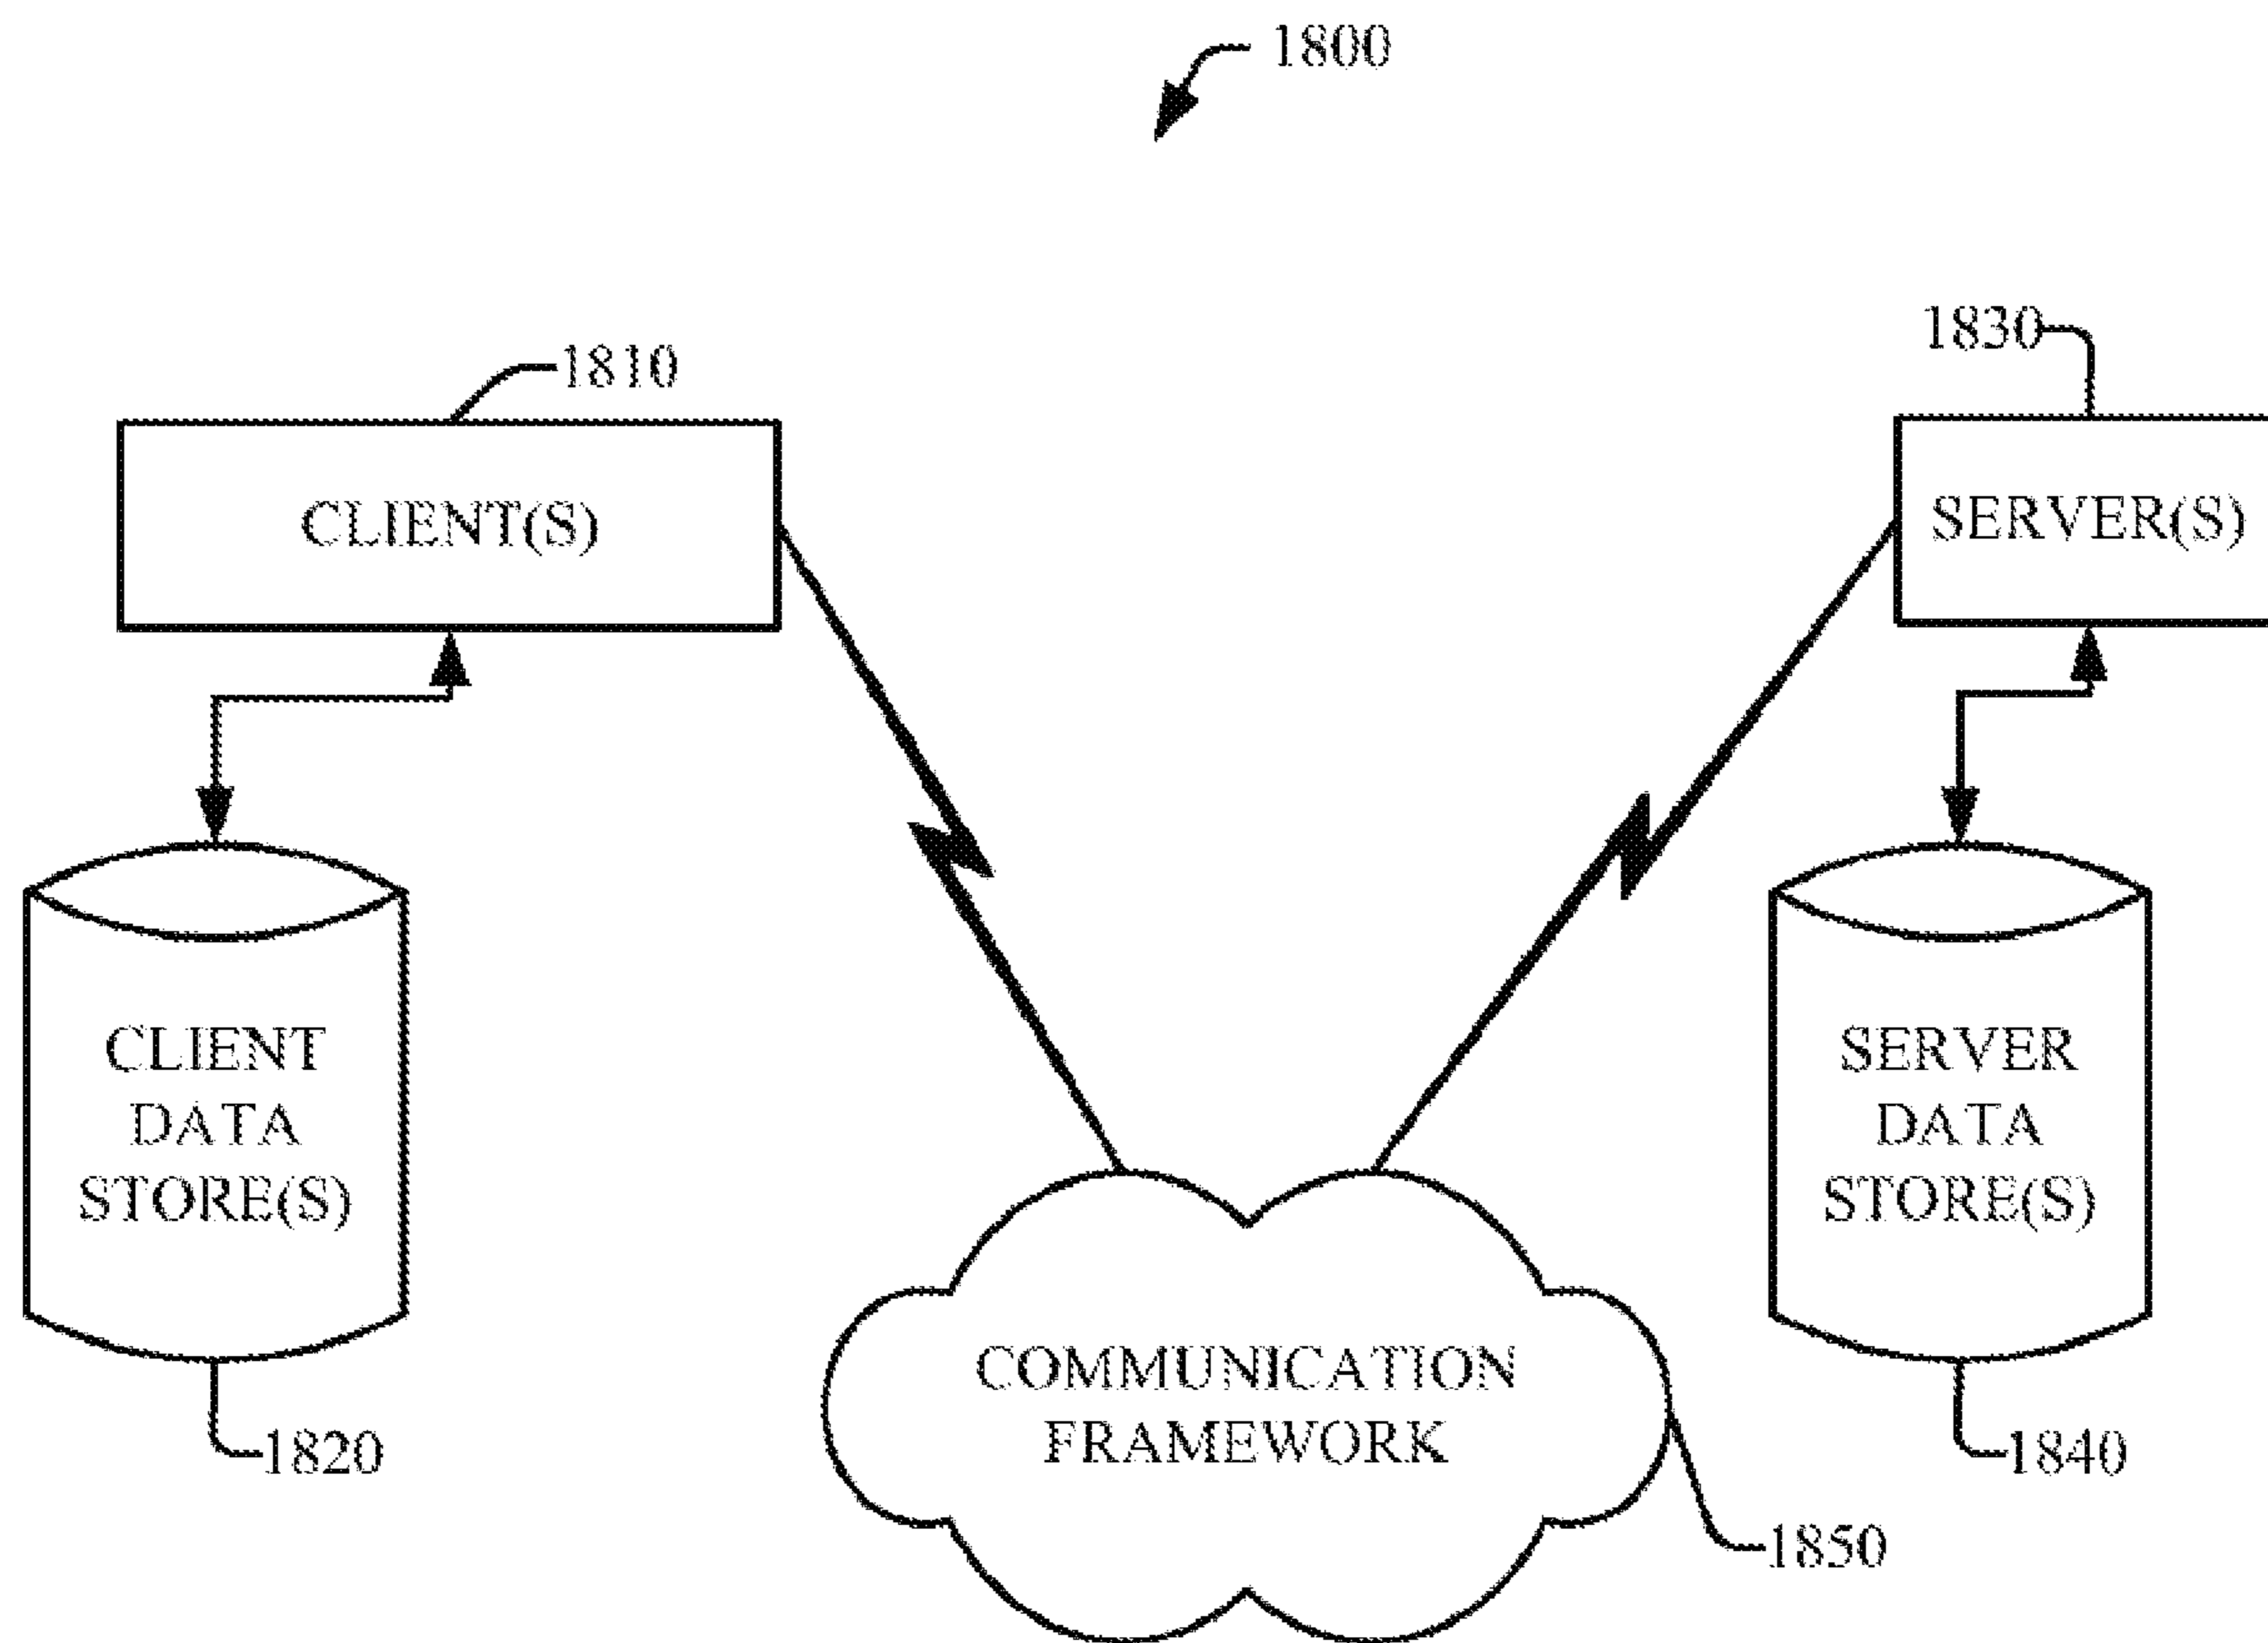 1800
1810
1830
CLIENT(S)
SERVER(S)
CLIENT
DATA
STORE(S)
SERVER
DATA
STORE(S)
COMMUNICATION
FRAMEWORK
1820
1840
1850